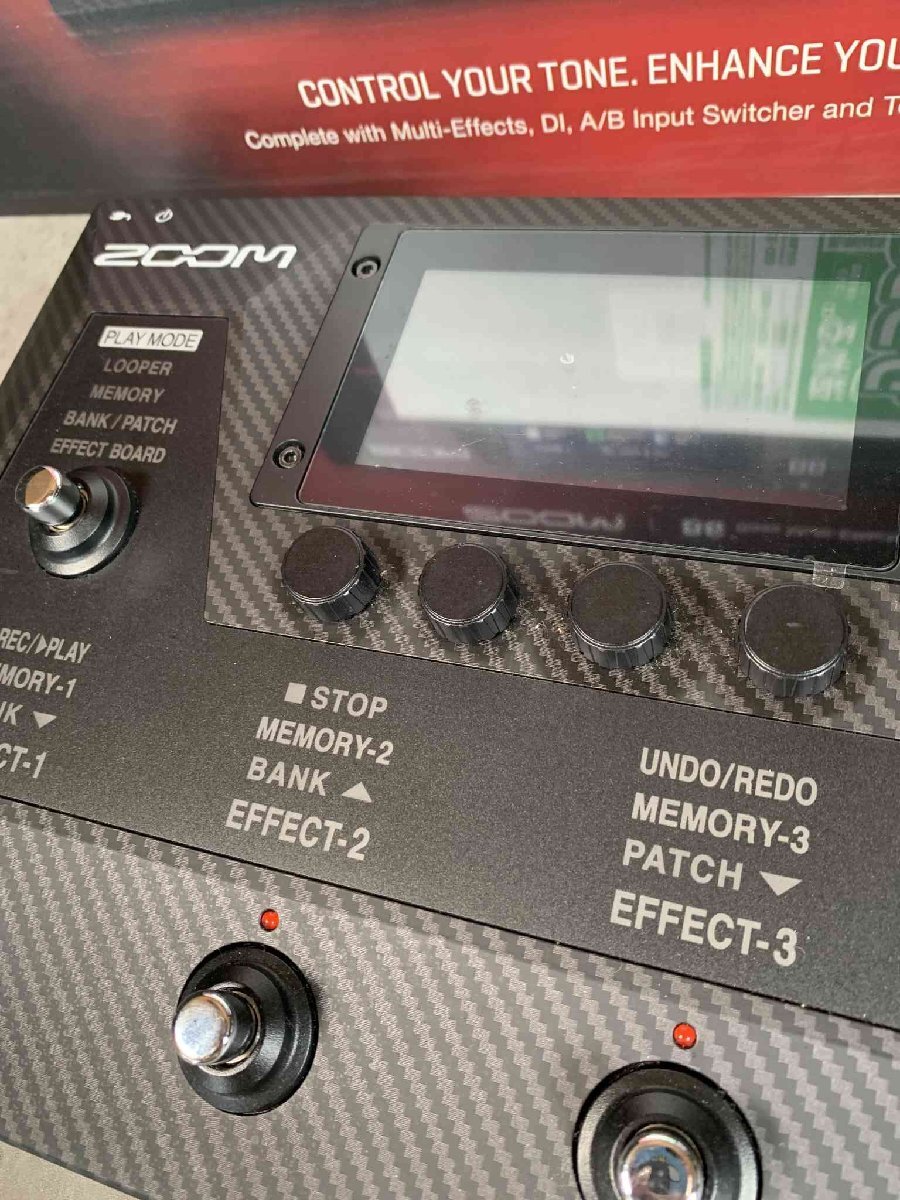 CONTROL YOUR TONE. ENHANCE YOU
Complete with Multi-Effects, DI, A/B Input Switcher and T
ZOOM
PLAY MODE
LOOPER
MEMORY
BANK/PATCH
EFFECT BOARD
REC/▶PLAY
MORY-1
▼
CT-1
■ STOP
MEMORY-2
BANK ▲
EFFECT-2
UNDO/REDO
MEMORY-3
PATCH ▼
EFFECT-3